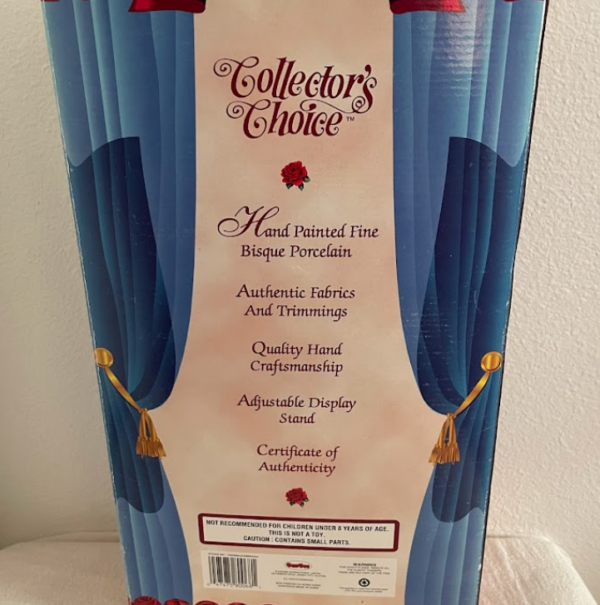 Collector's
Choice™
Hand Painted Fine
Bisque Porcelain
Authentic Fabrics
And Trimmings
Quality Hand
Craftsmanship
Adjustable Display
Stand
Certificate of
Authenticity
NOT RECOMMENDED FOR CHILDREN UNDER 8 YEARS OF AGE.
THIS IS NOT A TOY.
CAUTION : CONTAINS SMALL PARTS.